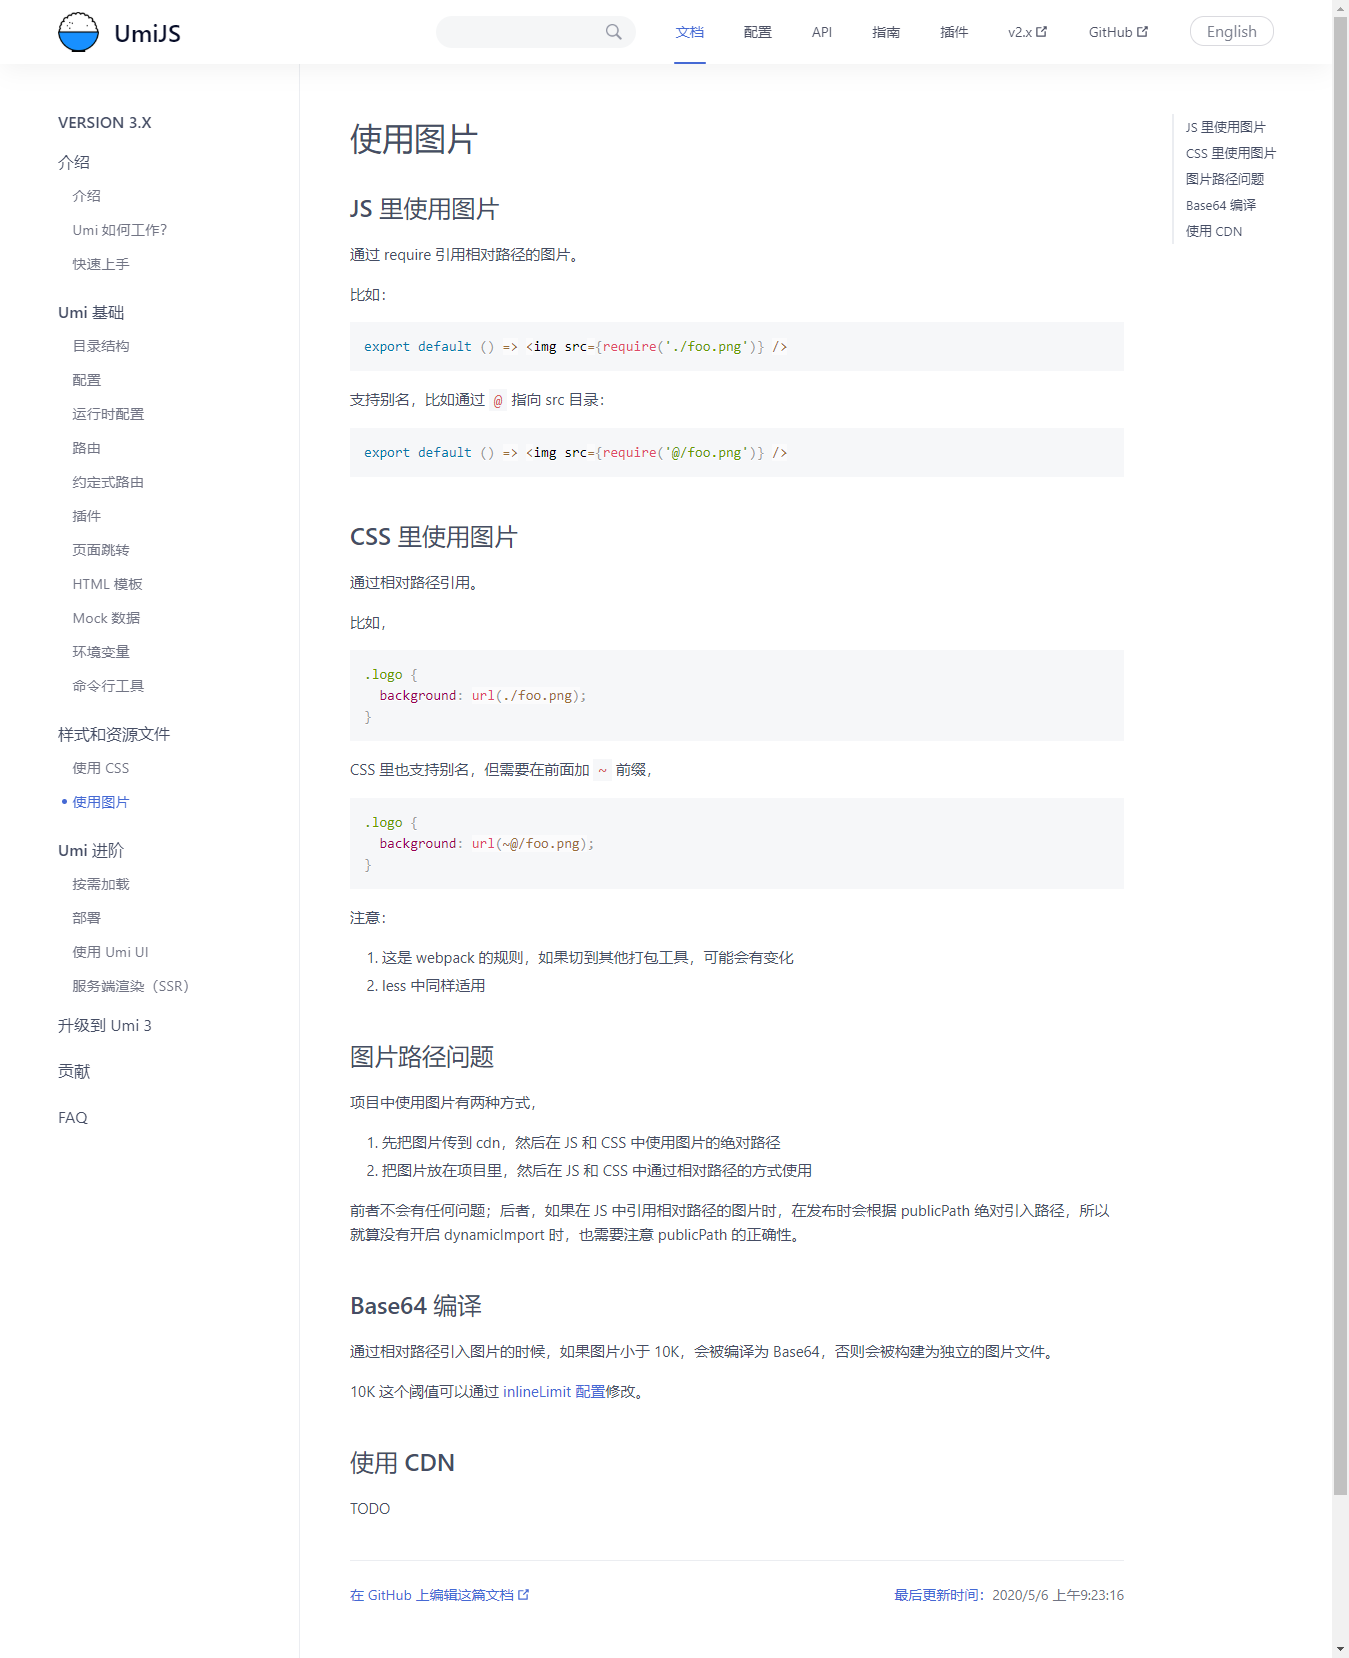 UmiJS
文档
配置
API
指南
插件
v2.x
GitHub
English
VERSION 3.X
介绍
介绍
Umi 如何工作？
快速上手
Umi 基础
目录结构
配置
运行时配置
路由
约定式路由
插件
页面跳转
HTML 模板
Mock 数据
环境变量
命令行工具
样式和资源文件
使用 CSS
使用图片
Umi 进阶
按需加载
部署
使用 Umi UI
服务端渲染（SSR）
升级到 Umi 3
贡献
FAQ
使用图片
JS 里使用图片
通过 require 引用相对路径的图片。
比如：
export default () => <img src={require('./foo.png')} />
支持别名，比如通过 @ 指向 src 目录：
export default () => <img src={require('@/foo.png')} />
CSS 里使用图片
通过相对路径引用。
比如，
.logo {
  background: url(./foo.png);
}
CSS 里也支持别名，但需要在前面加 ~ 前缀，
.logo {
  background: url(~@/foo.png);
}
注意：
1. 这是 webpack 的规则，如果切到其他打包工具，可能会有变化
2. less 中同样适用
图片路径问题
项目中使用图片有两种方式，
1. 先把图片传到 cdn，然后在 JS 和 CSS 中使用图片的绝对路径
2. 把图片放在项目里，然后在 JS 和 CSS 中通过相对路径的方式使用
前者不会有任何问题；后者，如果在 JS 中引用相对路径的图片时，在发布时会根据 publicPath 绝对引入路径，所以
就算没有开启 dynamicImport 时，也需要注意 publicPath 的正确性。
Base64 编译
通过相对路径引入图片的时候，如果图片小于 10K，会被编译为 Base64，否则会被构建为独立的图片文件。
10K 这个阈值可以通过 inlineLimit 配置修改。
使用 CDN
TODO
在 GitHub 上编辑这篇文档
最后更新时间：2020/5/6 上午9:23:16
JS 里使用图片
CSS 里使用图片
图片路径问题
Base64 编译
使用 CDN